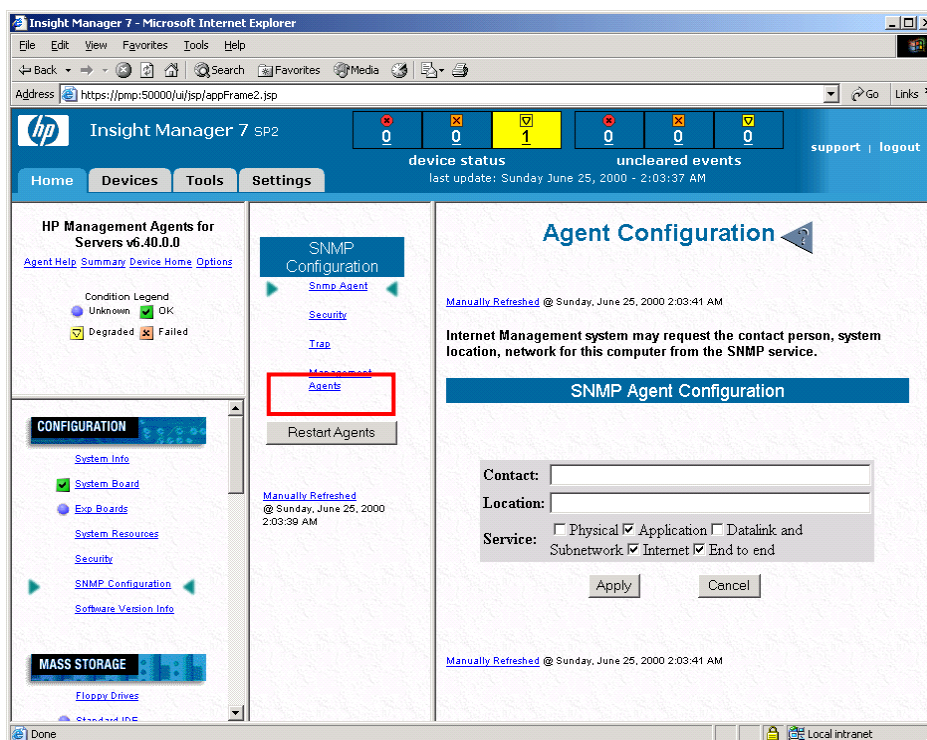 Insight Manager 7 - Microsoft Internet Explorer
File Edit View Favorites Tools Help
Back Search Favorites Media
Address https://pmp:50000/ui/jsp/appFrame2.jsp Go Links
hp Insight Manager 7 SP2
0 0 1 0 0 0
device status uncleared events
last update: Sunday June 25, 2000 - 2:03:37 AM
support | logout
Home Devices Tools Settings
HP Management Agents for
Servers v6.40.0.0
Agent Help Summary Device Home Options
Condition Legend
Unknown OK
Degraded Failed
CONFIGURATION
System Info
System Board
Exp Boards
System Resources
Security
SNMP Configuration
Software Version Info
MASS STORAGE
Floppy Drives
Standard IDE
SNMP
Configuration
Snmp Agent
Security
Trap
Management
Agents
Restart Agents
Manually Refreshed
@ Sunday, June 25, 2000
2:03:39 AM
Agent Configuration
?
Manually Refreshed @ Sunday, June 25, 2000 2:03:41 AM
Internet Management system may request the contact person, system
location, network for this computer from the SNMP service.
SNMP Agent Configuration
Contact:
Location:
Service: Physical Application Datalink and
Subnetwork Internet End to end
Apply Cancel
Manually Refreshed @ Sunday, June 25, 2000 2:03:41 AM
Done Local intranet